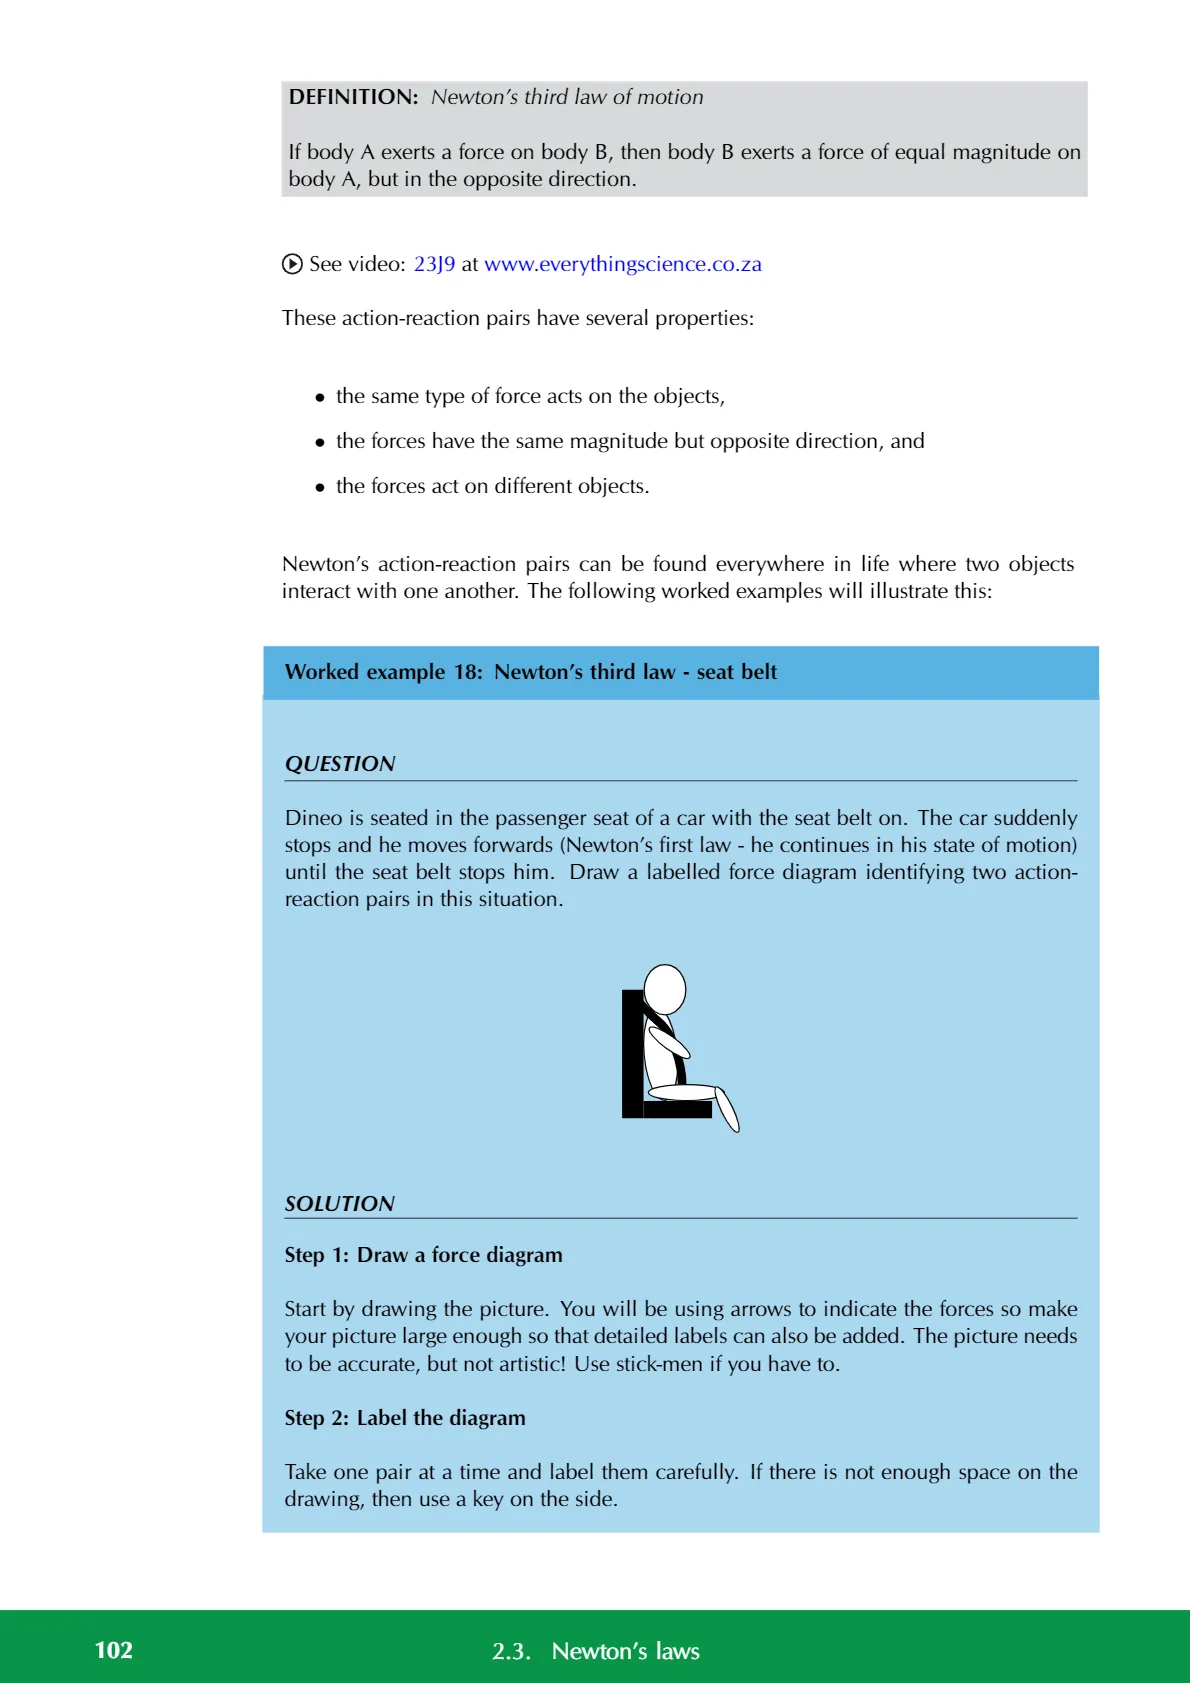 DEFINITION: Newton’s third law of motion
If body A exerts a force on body B, then body B exerts a force of equal magnitude on
body A, but in the opposite direction.
See video: 23J9 at www.everythingscience.co.za
These action-reaction pairs have several properties:
• the same type of force acts on the objects,
• the forces have the same magnitude but opposite direction, and
• the forces act on different objects.
Newton’s action-reaction pairs can be found everywhere in life where two objects
interact with one another. The following worked examples will illustrate this:
Worked example 18: Newton’s third law - seat belt
QUESTION
Dineo is seated in the passenger seat of a car with the seat belt on. The car suddenly
stops and he moves forwards (Newton’s first law - he continues in his state of motion)
until the seat belt stops him. Draw a labelled force diagram identifying two action-
reaction pairs in this situation.
SOLUTION
Step 1: Draw a force diagram
Start by drawing the picture. You will be using arrows to indicate the forces so make
your picture large enough so that detailed labels can also be added. The picture needs
to be accurate, but not artistic! Use stick-men if you have to.
Step 2: Label the diagram
Take one pair at a time and label them carefully. If there is not enough space on the
drawing, then use a key on the side.
102 2.3. Newton’s laws